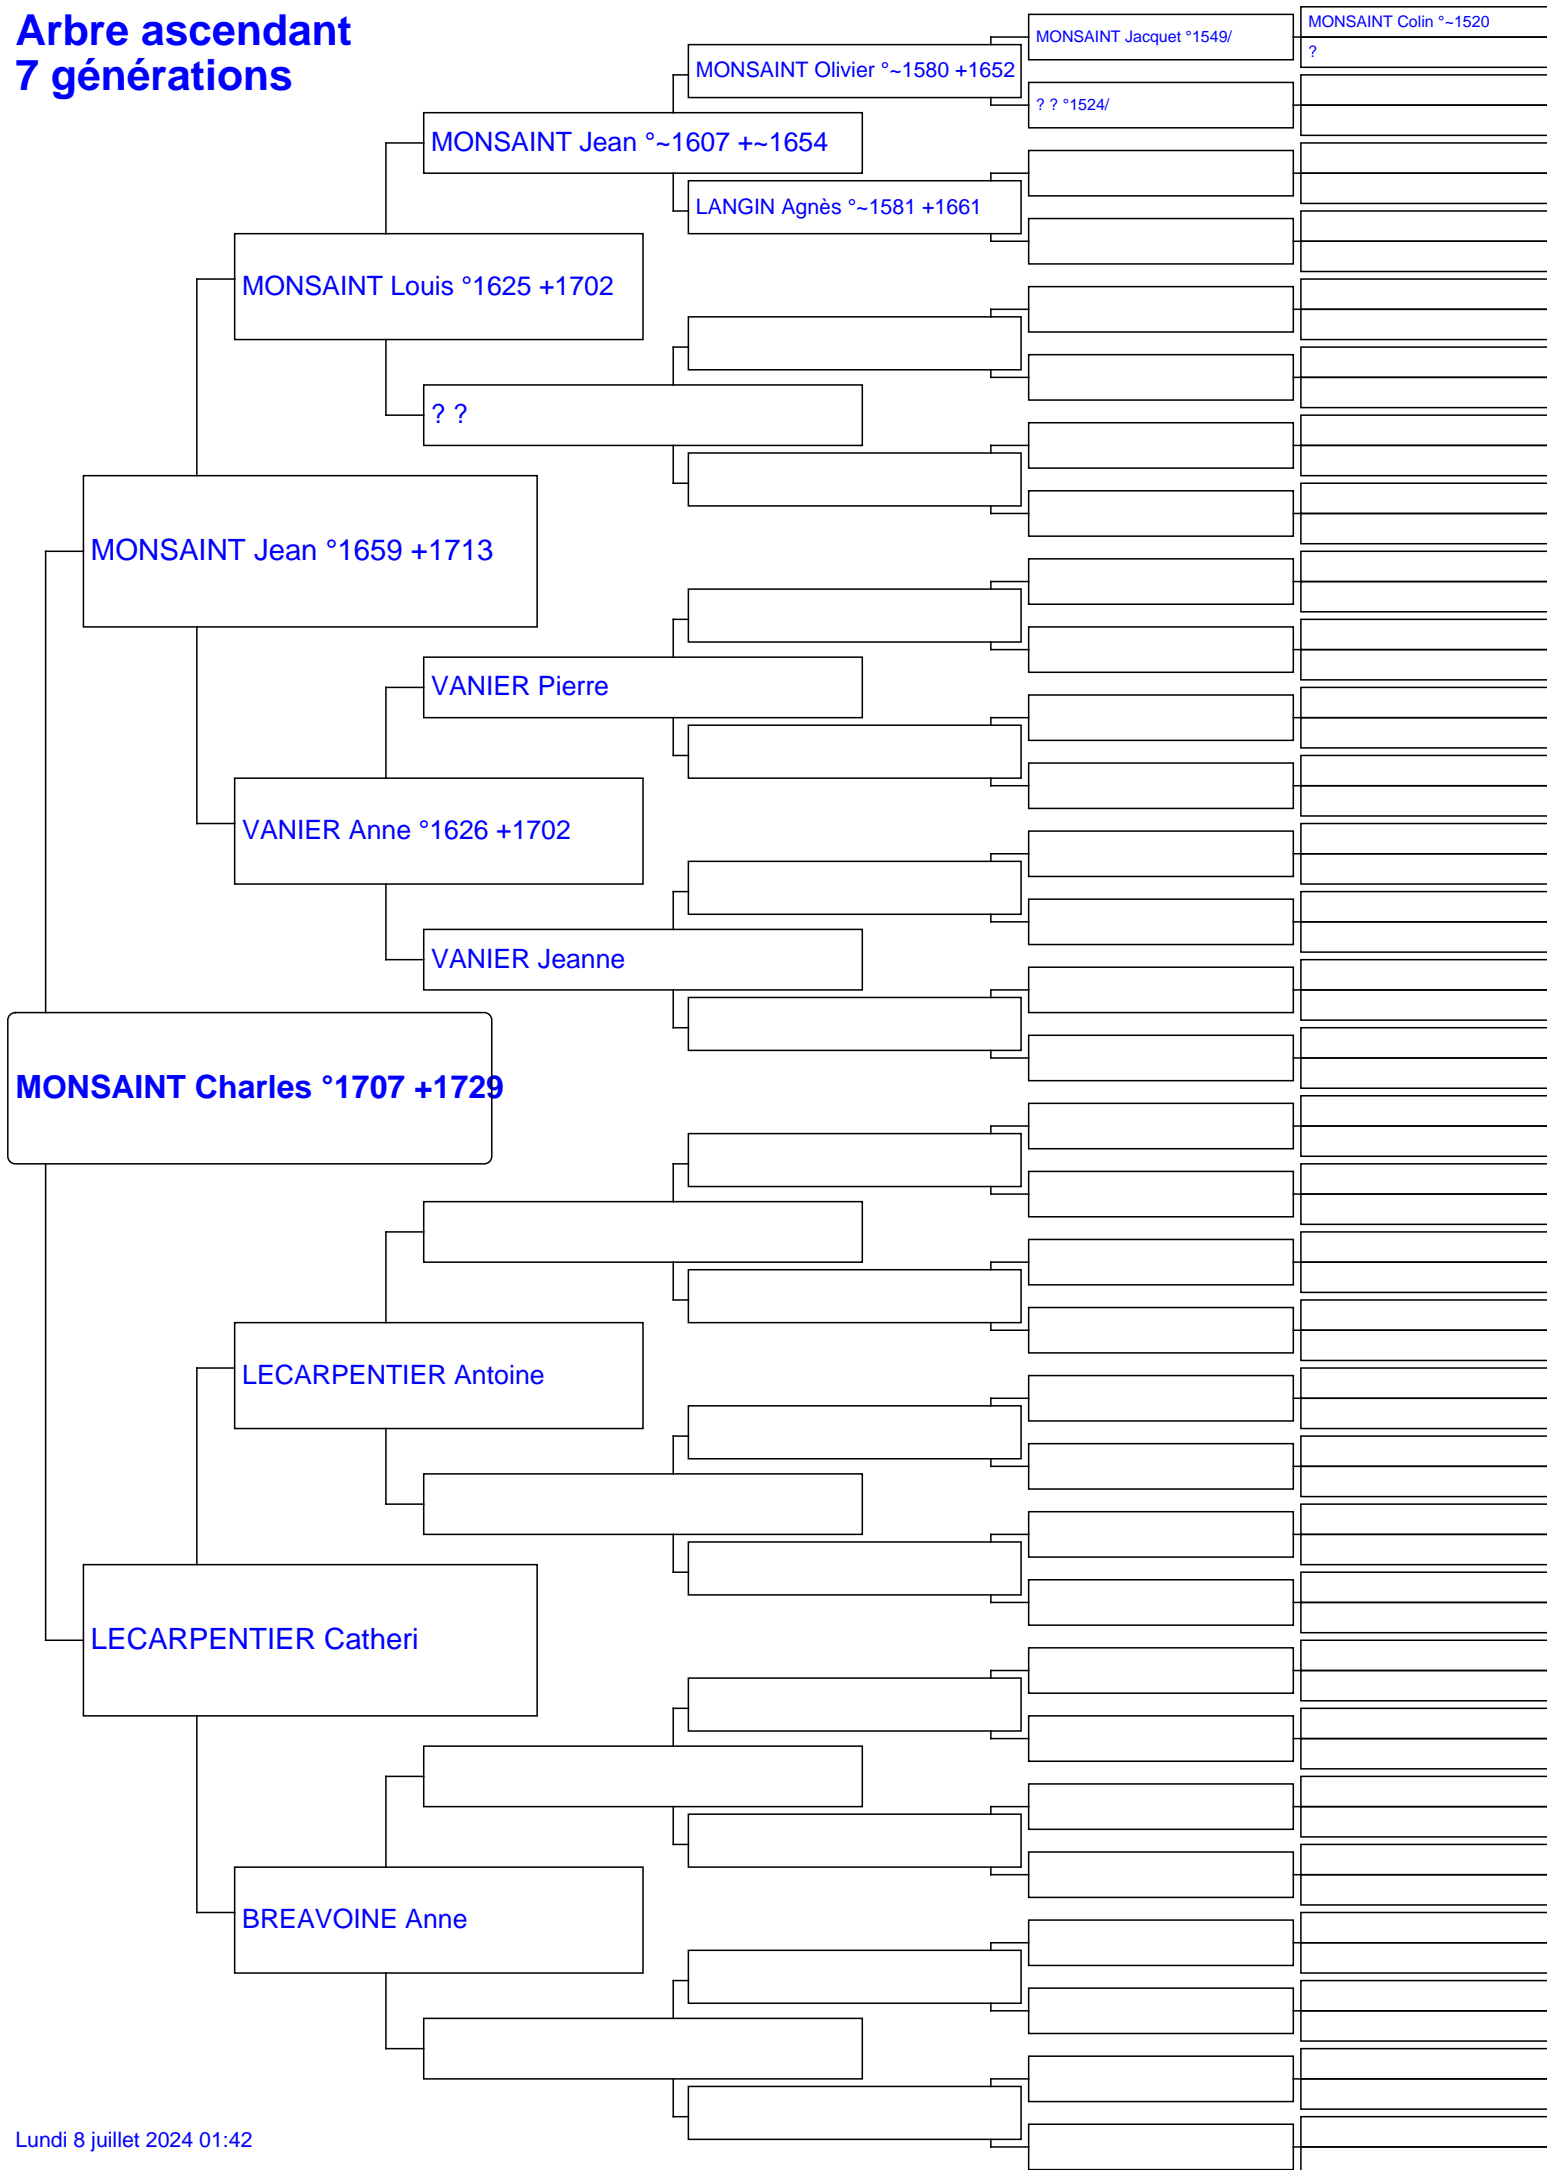 Arbre ascendant
7 générations
MONSAINT Colin °~1520
?
MONSAINT Jacquet °1549/
MONSAINT Olivier °~1580 +1652
? ? °1524/
MONSAINT Jean °~1607 +~1654
LANGIN Agnès °~1581 +1661
MONSAINT Louis °1625 +1702
? ?
MONSAINT Jean °1659 +1713
VANIER Pierre
VANIER Anne °1626 +1702
VANIER Jeanne
MONSAINT Charles °1707 +1729
LECARPENTIER Antoine
LECARPENTIER Catheri
BREAVOINE Anne
Lundi 8 juillet 2024 01:42